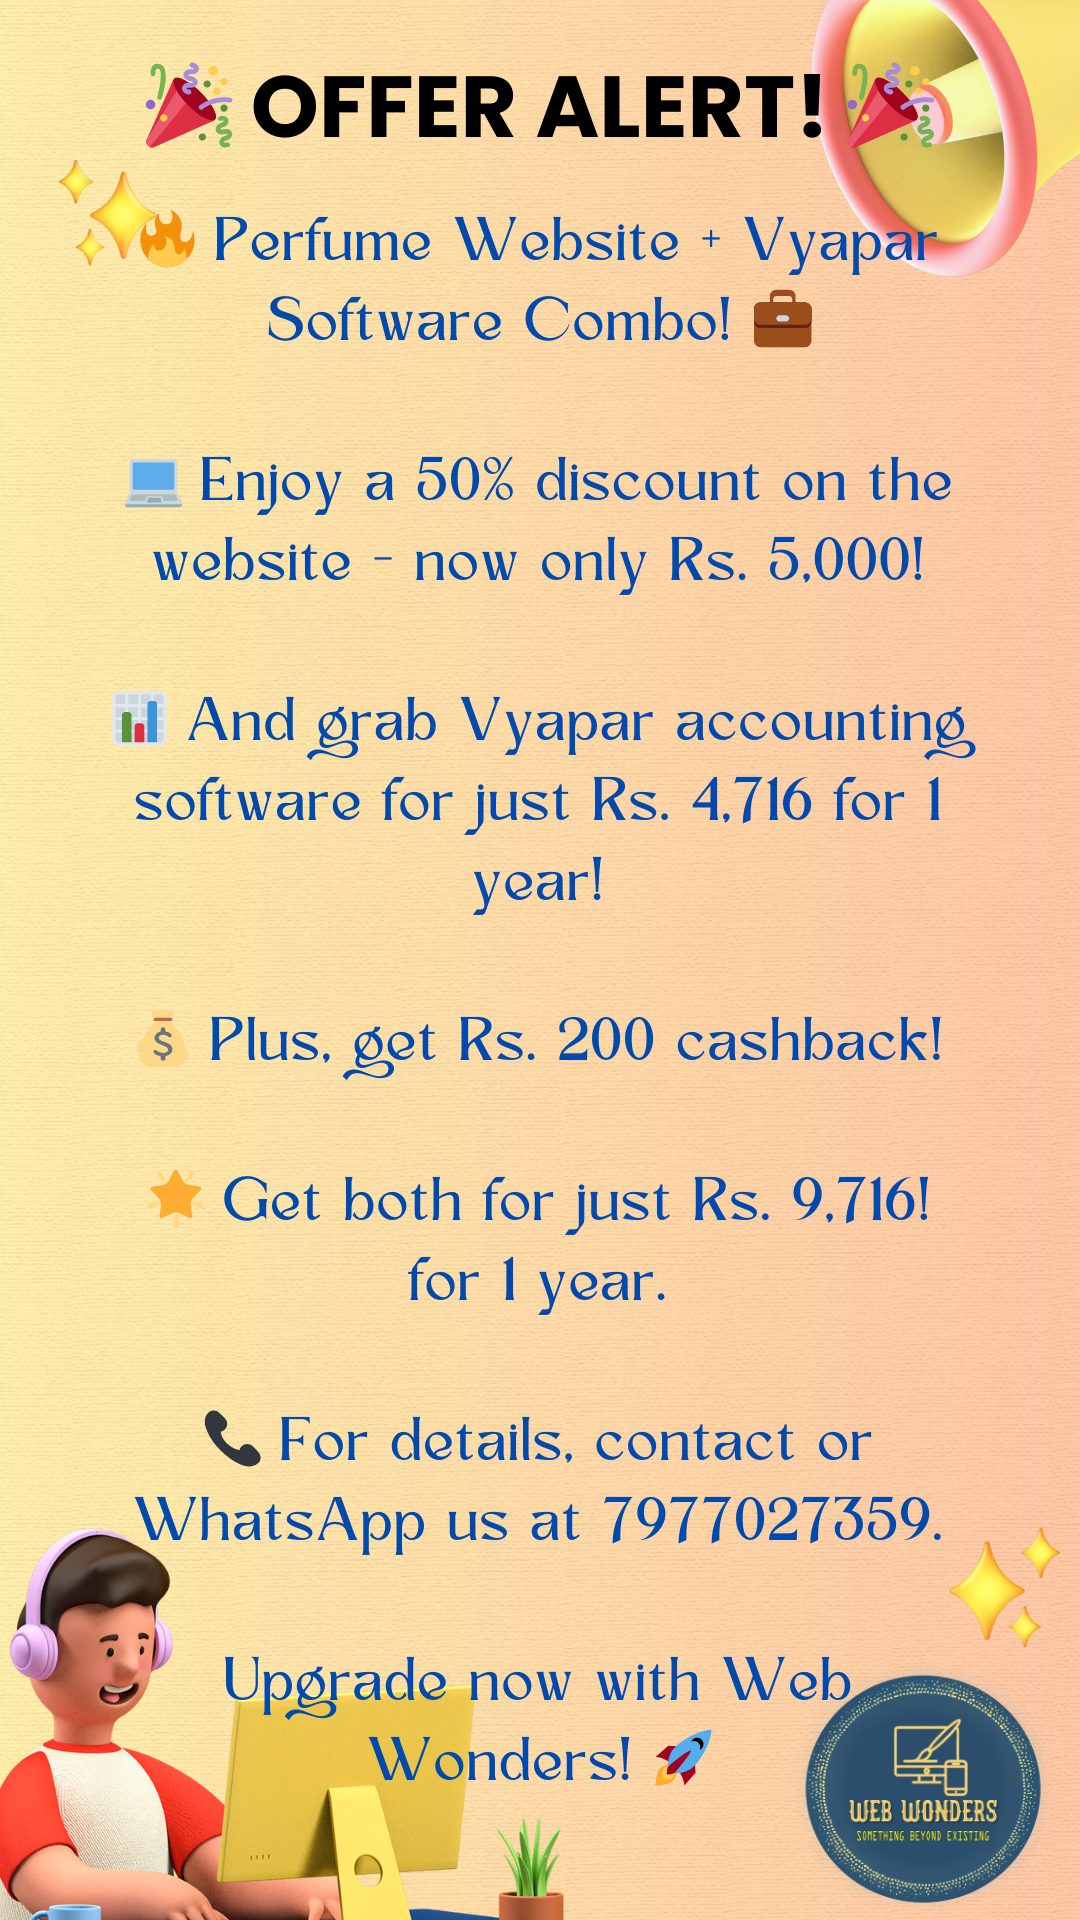 🎉 OFFER ALERT! 🎉
🔥 Perfume Website + Vyapar
Software Combo! 💼
💻 Enjoy a 50% discount on the
website - now only Rs. 5,000!
📊 And grab Vyapar accounting
software for just Rs. 4,716 for 1
year!
💰 Plus, get Rs. 200 cashback!
🌟 Get both for just Rs. 9,716!
for 1 year.
📞 For details, contact or
WhatsApp us at 7977027359.
Upgrade now with Web
Wonders! 🚀
WEB WONDERS
SOMETHING BEYOND EXISTING